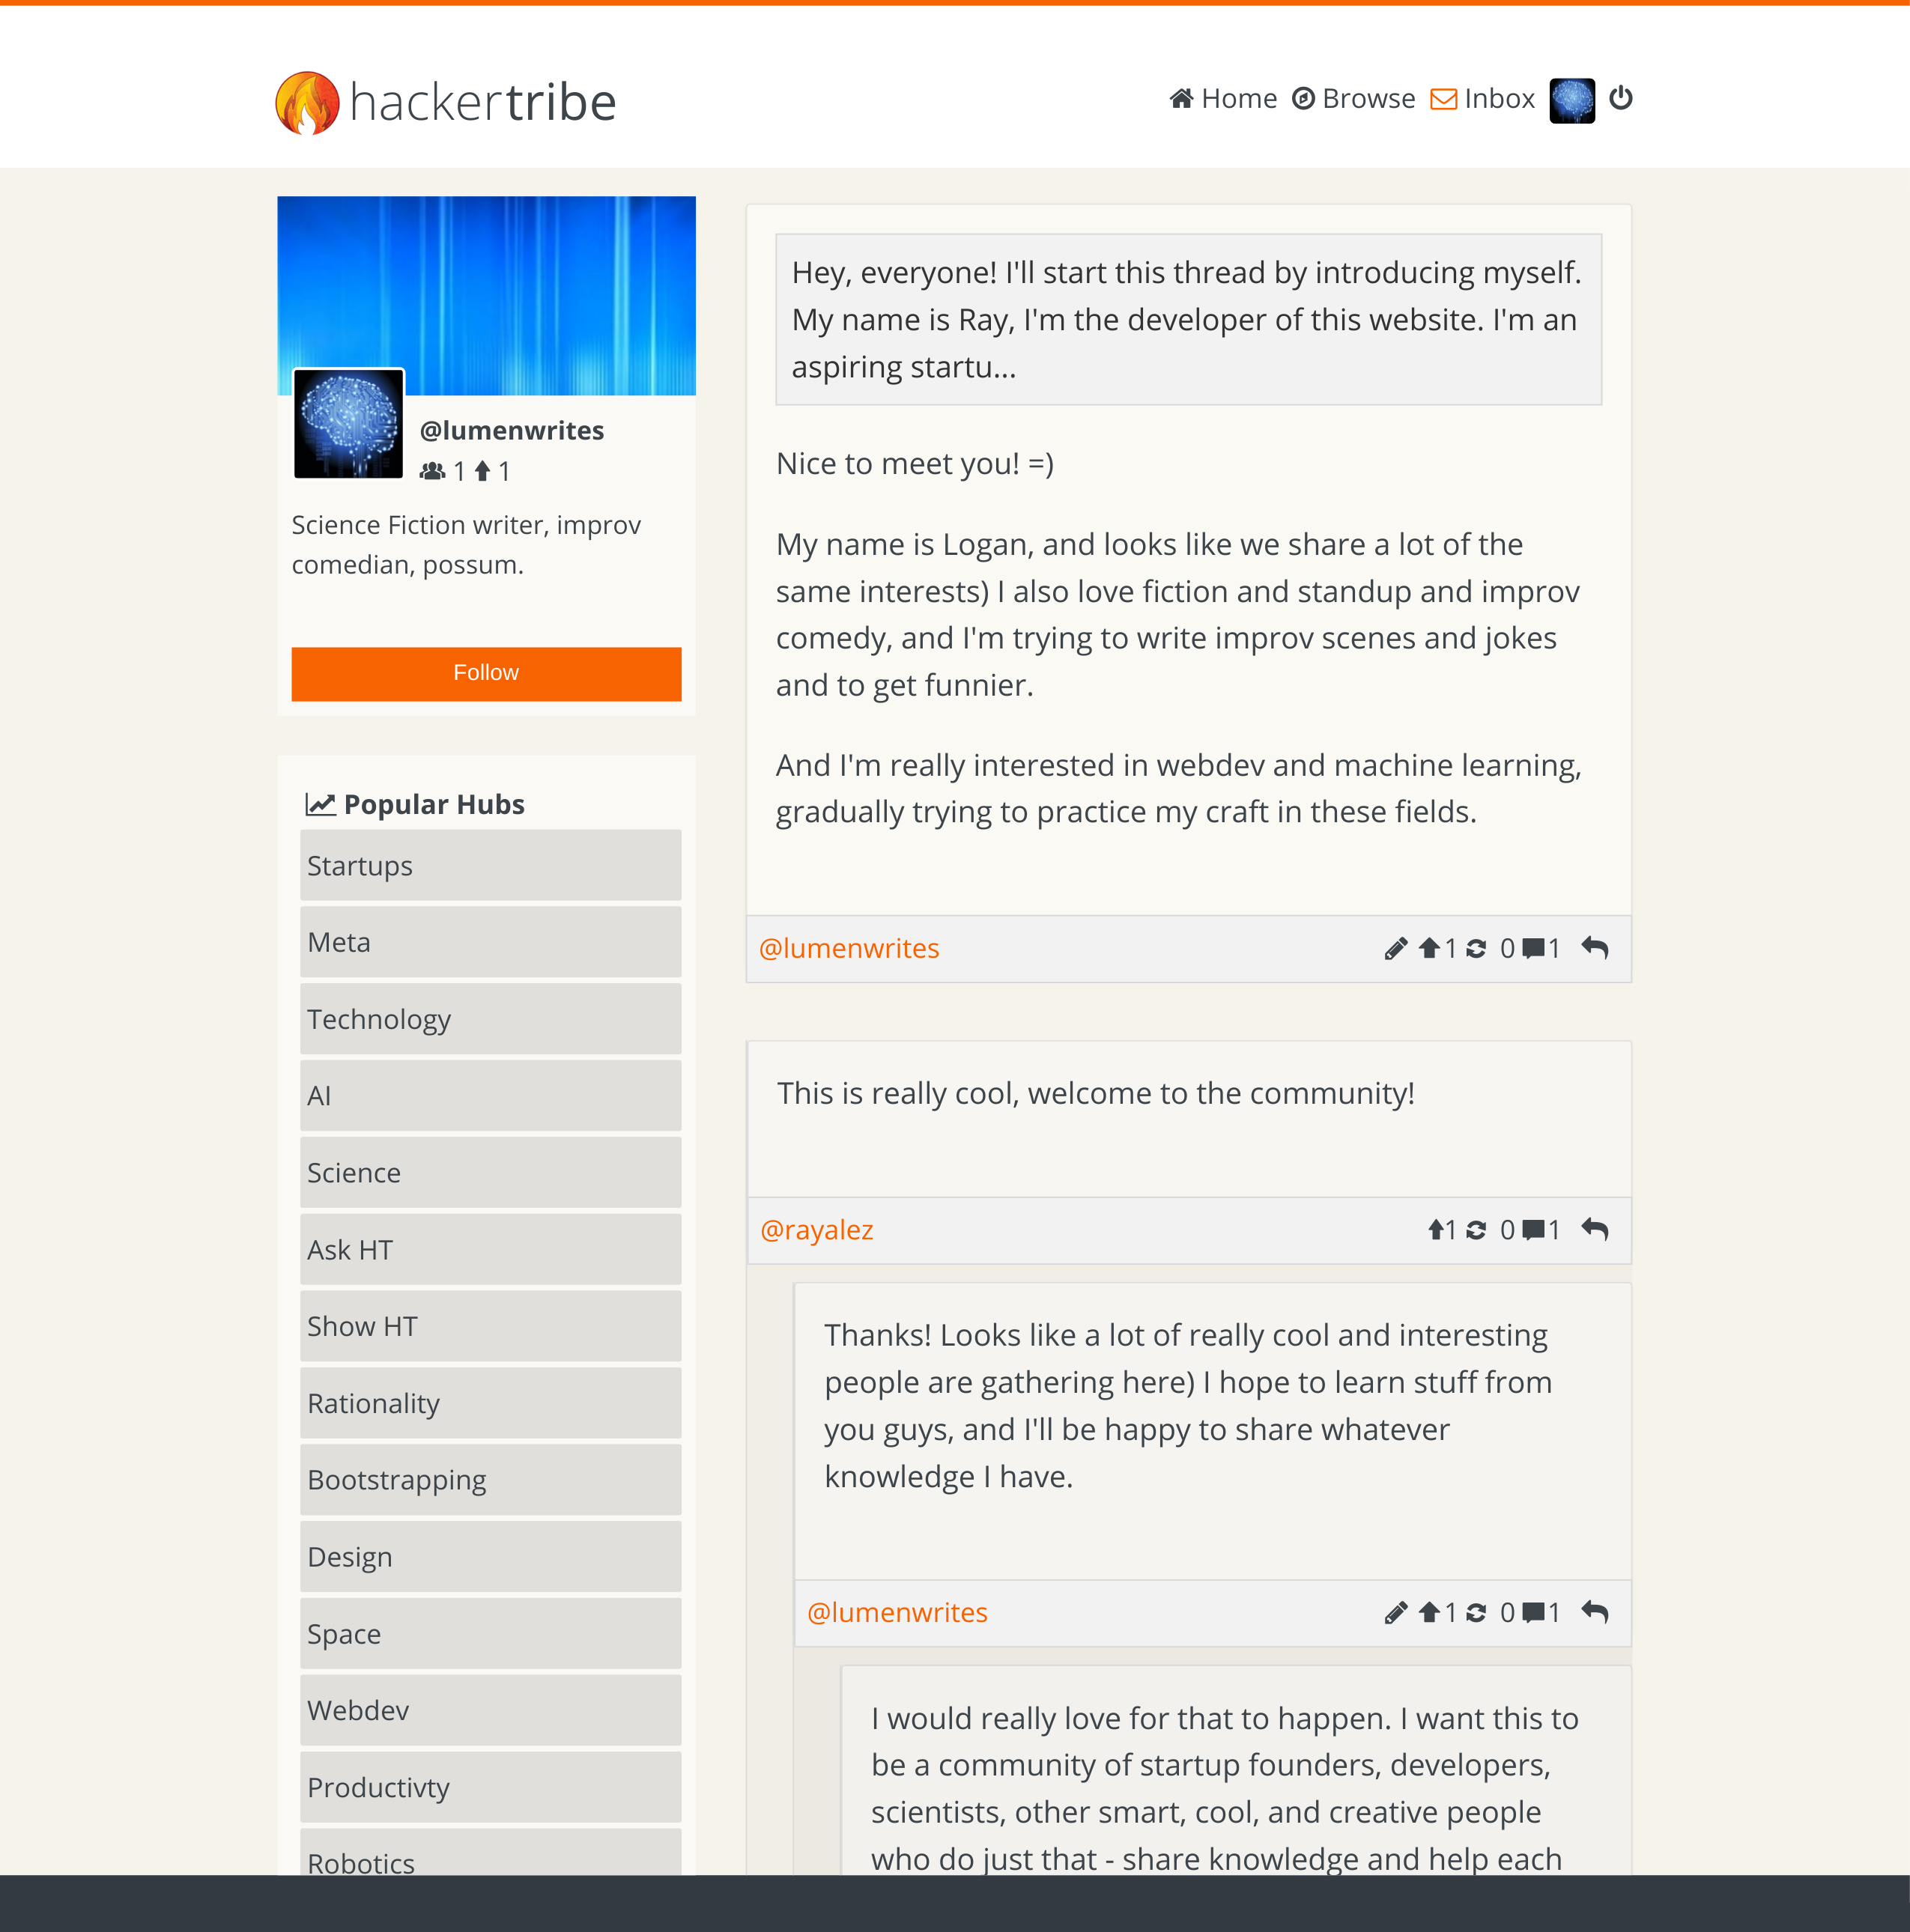 hackertribe
Home Browse Inbox
@lumenwrites
1 1
Science Fiction writer, improv
comedian, possum.
Follow
Popular Hubs
Startups
Meta
Technology
AI
Science
Ask HT
Show HT
Rationality
Bootstrapping
Design
Space
Webdev
Productivty
Robotics
Hey, everyone! I'll start this thread by introducing myself.
My name is Ray, I'm the developer of this website. I'm an
aspiring startu...
Nice to meet you! =)
My name is Logan, and looks like we share a lot of the
same interests) I also love fiction and standup and improv
comedy, and I'm trying to write improv scenes and jokes
and to get funnier.
And I'm really interested in webdev and machine learning,
gradually trying to practice my craft in these fields.
@lumenwrites 1 0 1
This is really cool, welcome to the community!
@rayalez 1 0 1
Thanks! Looks like a lot of really cool and interesting
people are gathering here) I hope to learn stuff from
you guys, and I'll be happy to share whatever
knowledge I have.
@lumenwrites 1 0 1
I would really love for that to happen. I want this to
be a community of startup founders, developers,
scientists, other smart, cool, and creative people
who do just that - share knowledge and help each